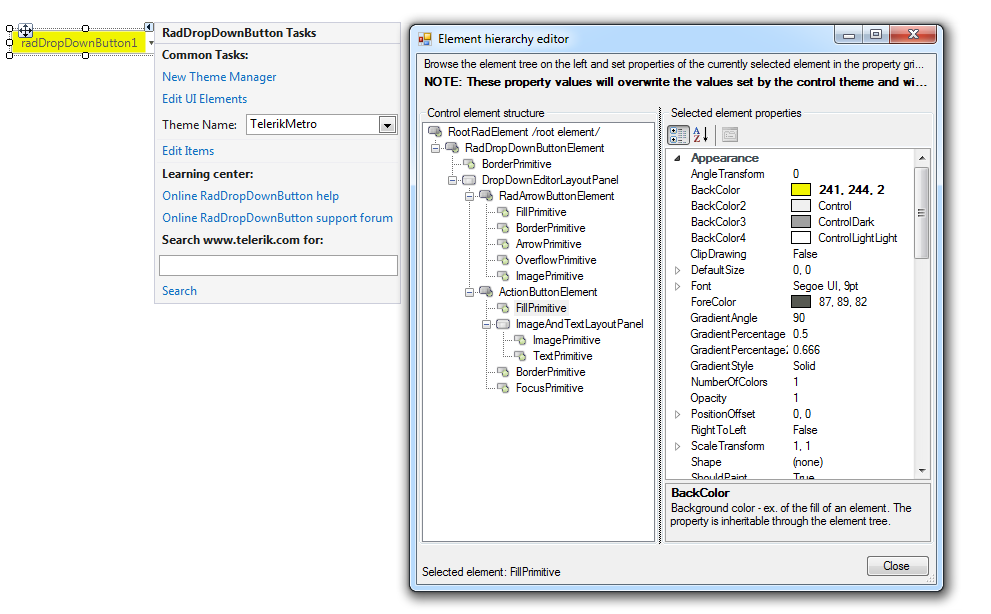 radDropDownButton1
RadDropDownButton Tasks
Common Tasks:
New Theme Manager
Edit UI Elements
Theme Name: TelerikMetro
Edit Items
Learning center:
Online RadDropDownButton help
Online RadDropDownButton support forum
Search www.telerik.com for:
Search
Element hierarchy editor
Browse the element tree on the left and set properties of the currently selected element in the property gri...
NOTE: These property values will overwrite the values set by the control theme and wi...
Control element structure
RootRadElement /root element/
RadDropDownButtonElement
BorderPrimitive
DropDownEditorLayoutPanel
RadArrowButtonElement
FillPrimitive
BorderPrimitive
ArrowPrimitive
OverflowPrimitive
ImagePrimitive
ActionButtonElement
FillPrimitive
ImageAndTextLayoutPanel
ImagePrimitive
TextPrimitive
BorderPrimitive
FocusPrimitive
Selected element: FillPrimitive
Selected element properties
Appearance
AngleTransform 0
BackColor 241, 244, 2
BackColor2 Control
BackColor3 ControlDark
BackColor4 ControlLightLight
ClipDrawing False
DefaultSize 0, 0
Font Segoe UI, 9pt
ForeColor 87, 89, 82
GradientAngle 90
GradientPercentage 0.5
GradientPercentage2 0.666
GradientStyle Solid
NumberOfColors 1
Opacity 1
PositionOffset 0, 0
RightToLeft False
ScaleTransform 1, 1
Shape (none)
ShouldPaint True
BackColor
Background color - ex. of the fill of an element. The
property is inheritable through the element tree.
Close